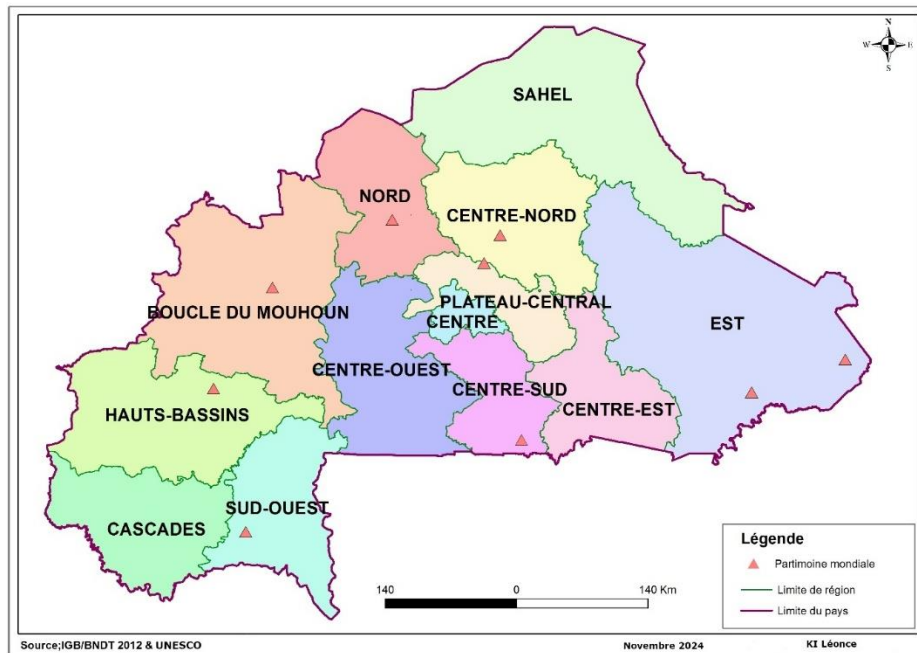 N
W E
S
SAHEL
NORD
CENTRE-NORD
BOUCLE DU MOUHOUN
PLATEAU-CENTRAL
CENTRE
EST
CENTRE-OUEST
CENTRE-SUD
CENTRE-EST
HAUTS-BASSINS
SUD-OUEST
CASCADES
Légende
Partimoine mondiale
Limite de région
Limite du pays
140 0 140 Km
Source;IGB/BNDT 2012 & UNESCO Novembre 2024 KI Léonce